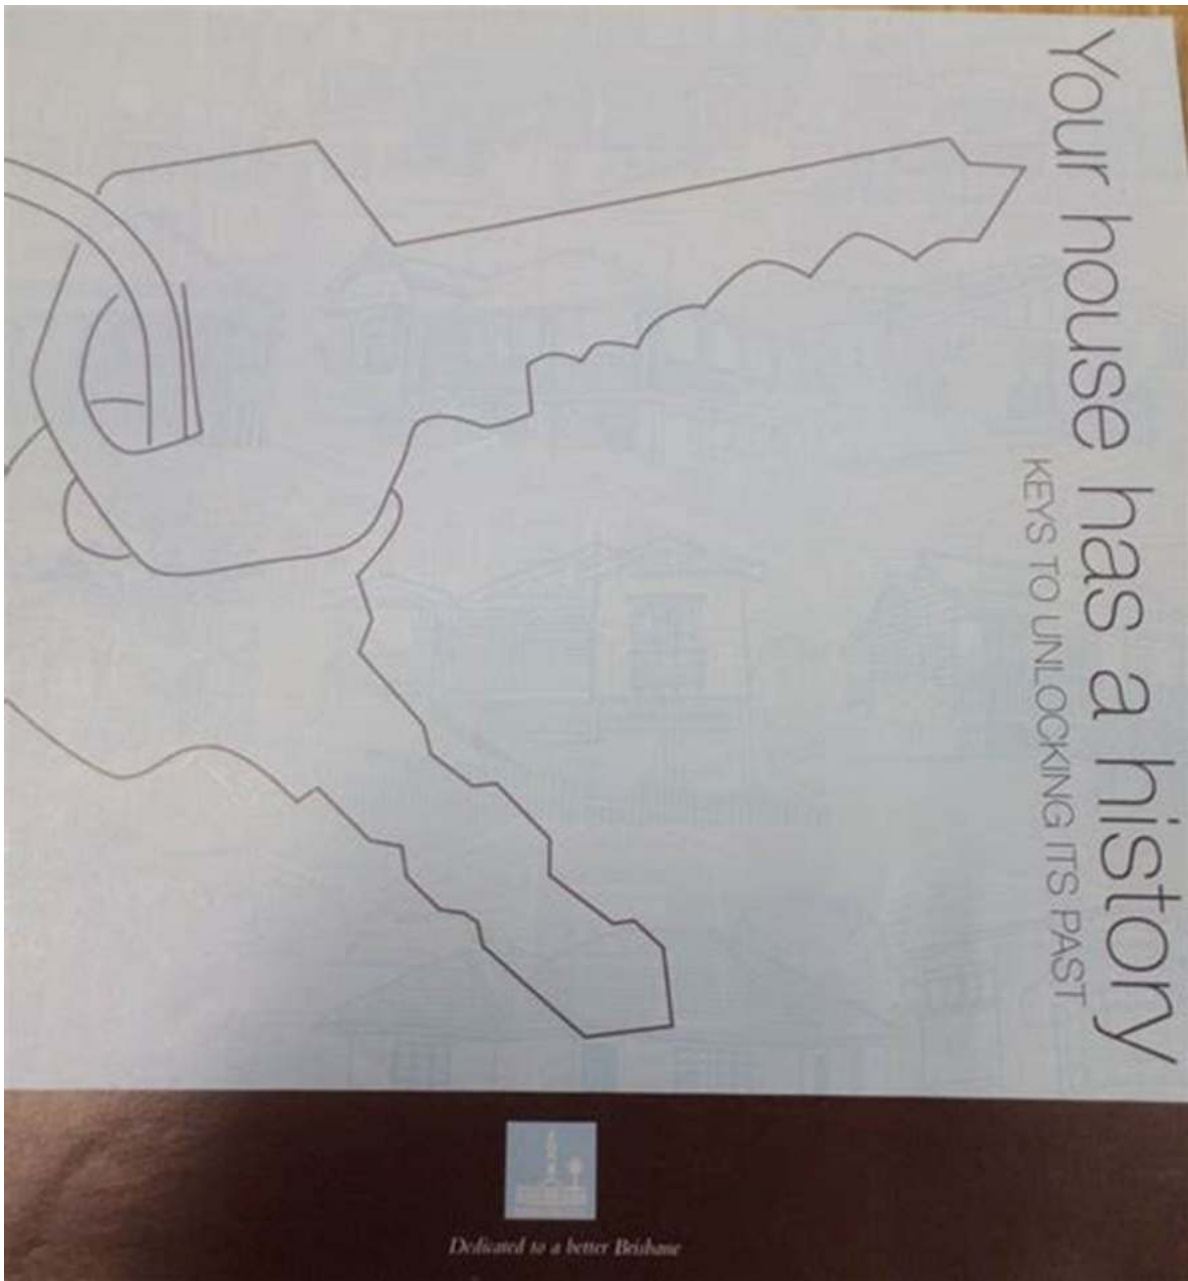 Your house has a history
KEYS TO UNLOCKING ITS PAST
Dedicated to a better Brisbane